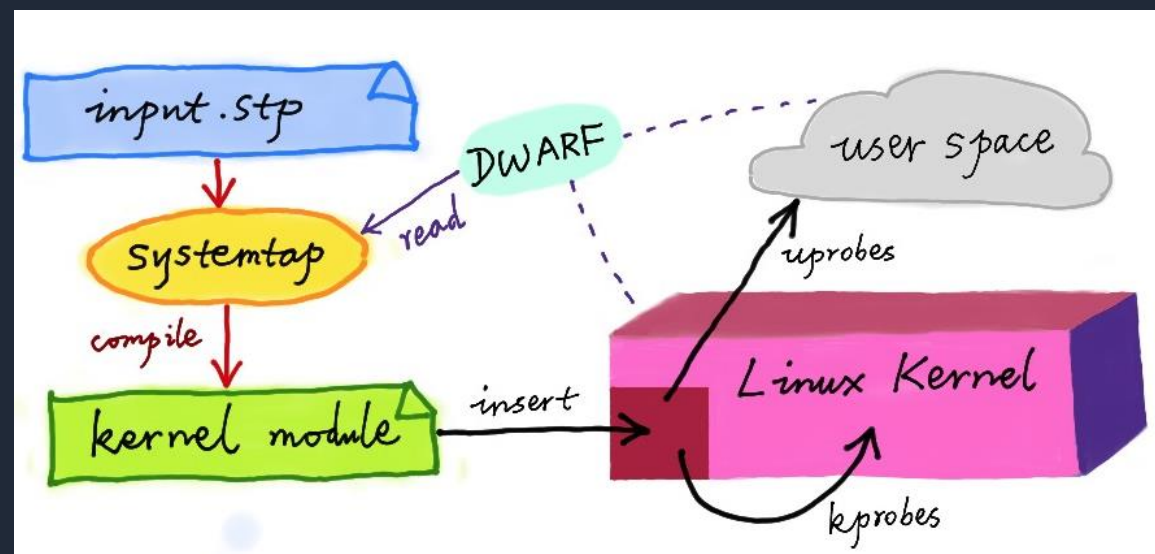 input.stp
DWARF
user space
systemtap
read
uprobes
compile
Linux Kernel
insert
kernel module
kprobes